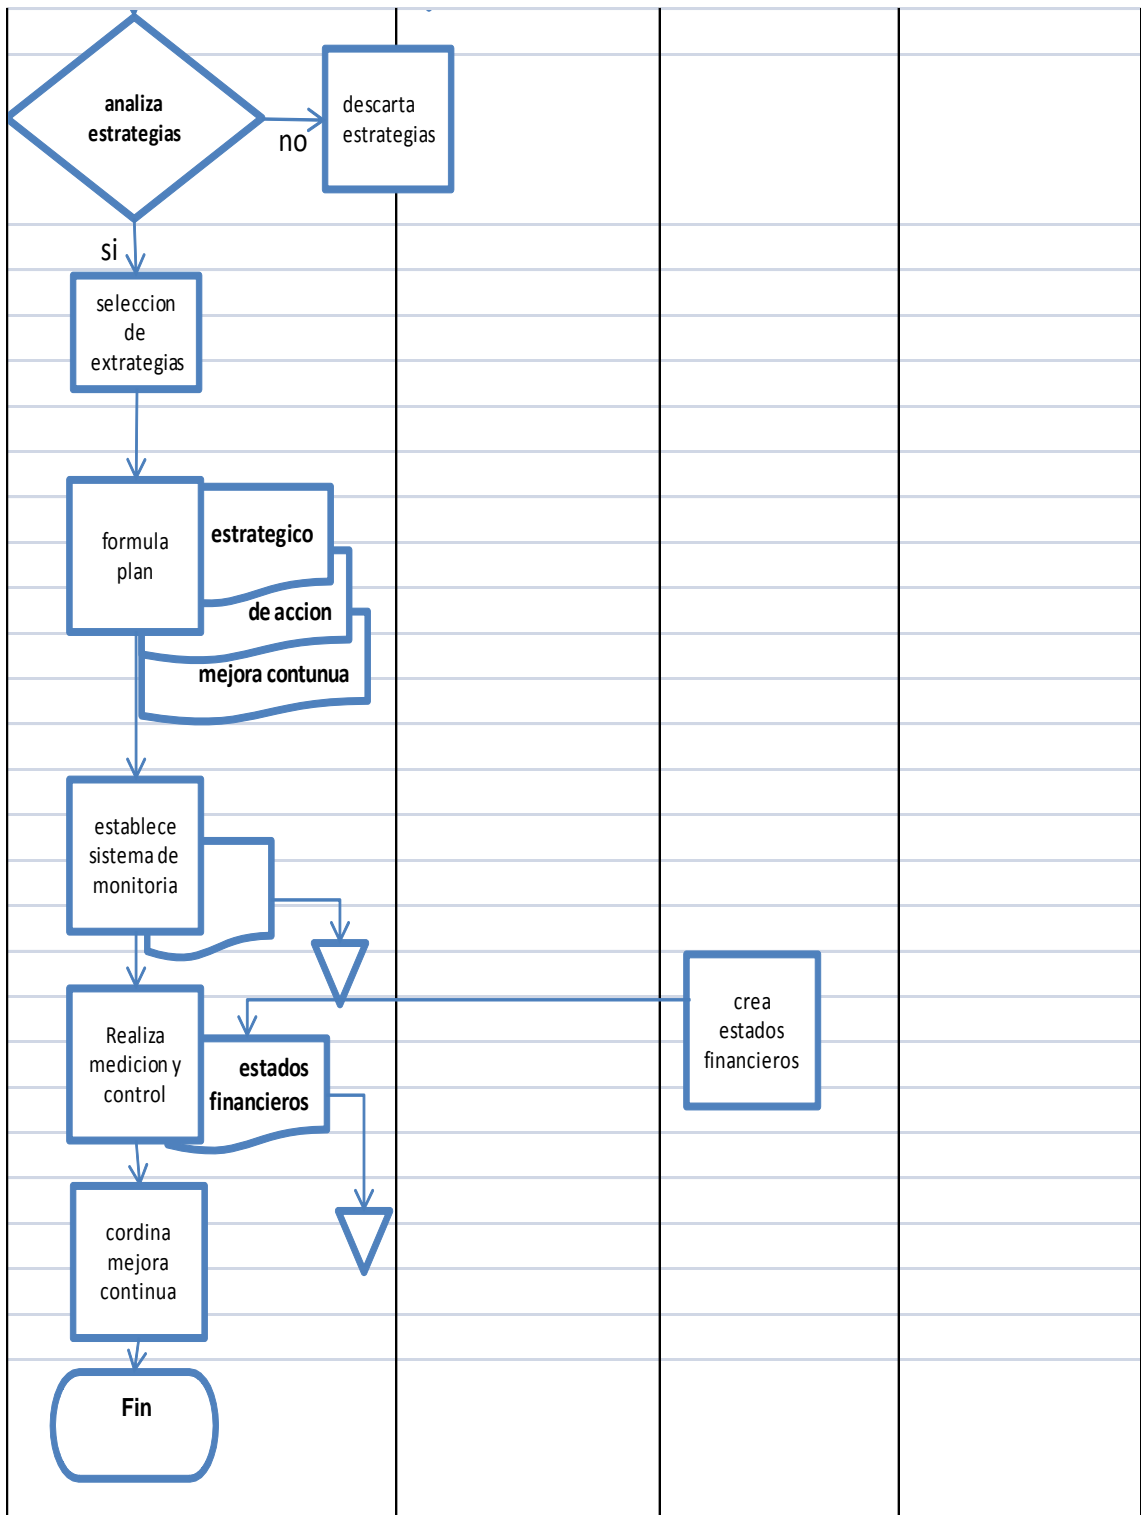 analiza
estrategias
no
descarta
estrategias
si
seleccion
de
extrategias
formula
plan
estrategico
de accion
mejora contunua
establece
sistema de
monitoria
Realiza
medicion y
control
estados
financieros
crea
estados
financieros
cordina
mejora
continua
Fin